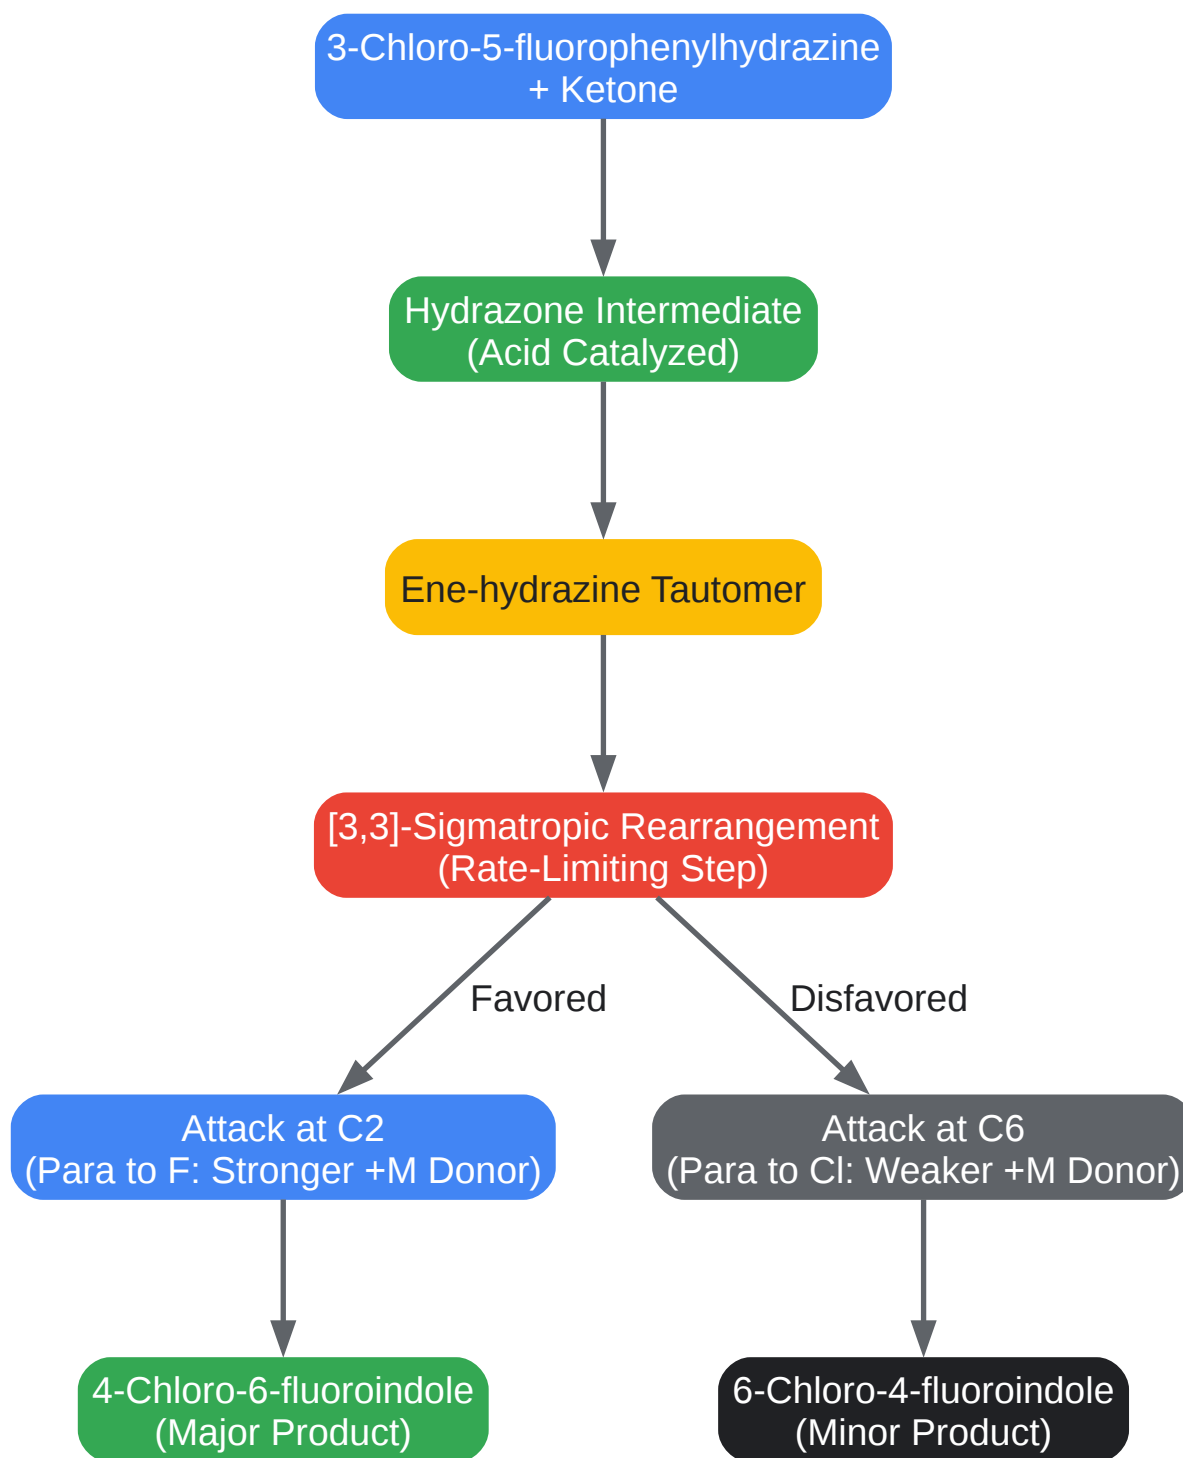 3-Chloro-5-fluorophenylhydrazine
+ Ketone
Hydrazone Intermediate
(Acid Catalyzed)
Ene-hydrazine Tautomer
[3,3]-Sigmatropic Rearrangement
(Rate-Limiting Step)
Favored
Disfavored
Attack at C2
(Para to F: Stronger +M Donor)
Attack at C6
(Para to Cl: Weaker +M Donor)
4-Chloro-6-fluoroindole
(Major Product)
6-Chloro-4-fluoroindole
(Minor Product)